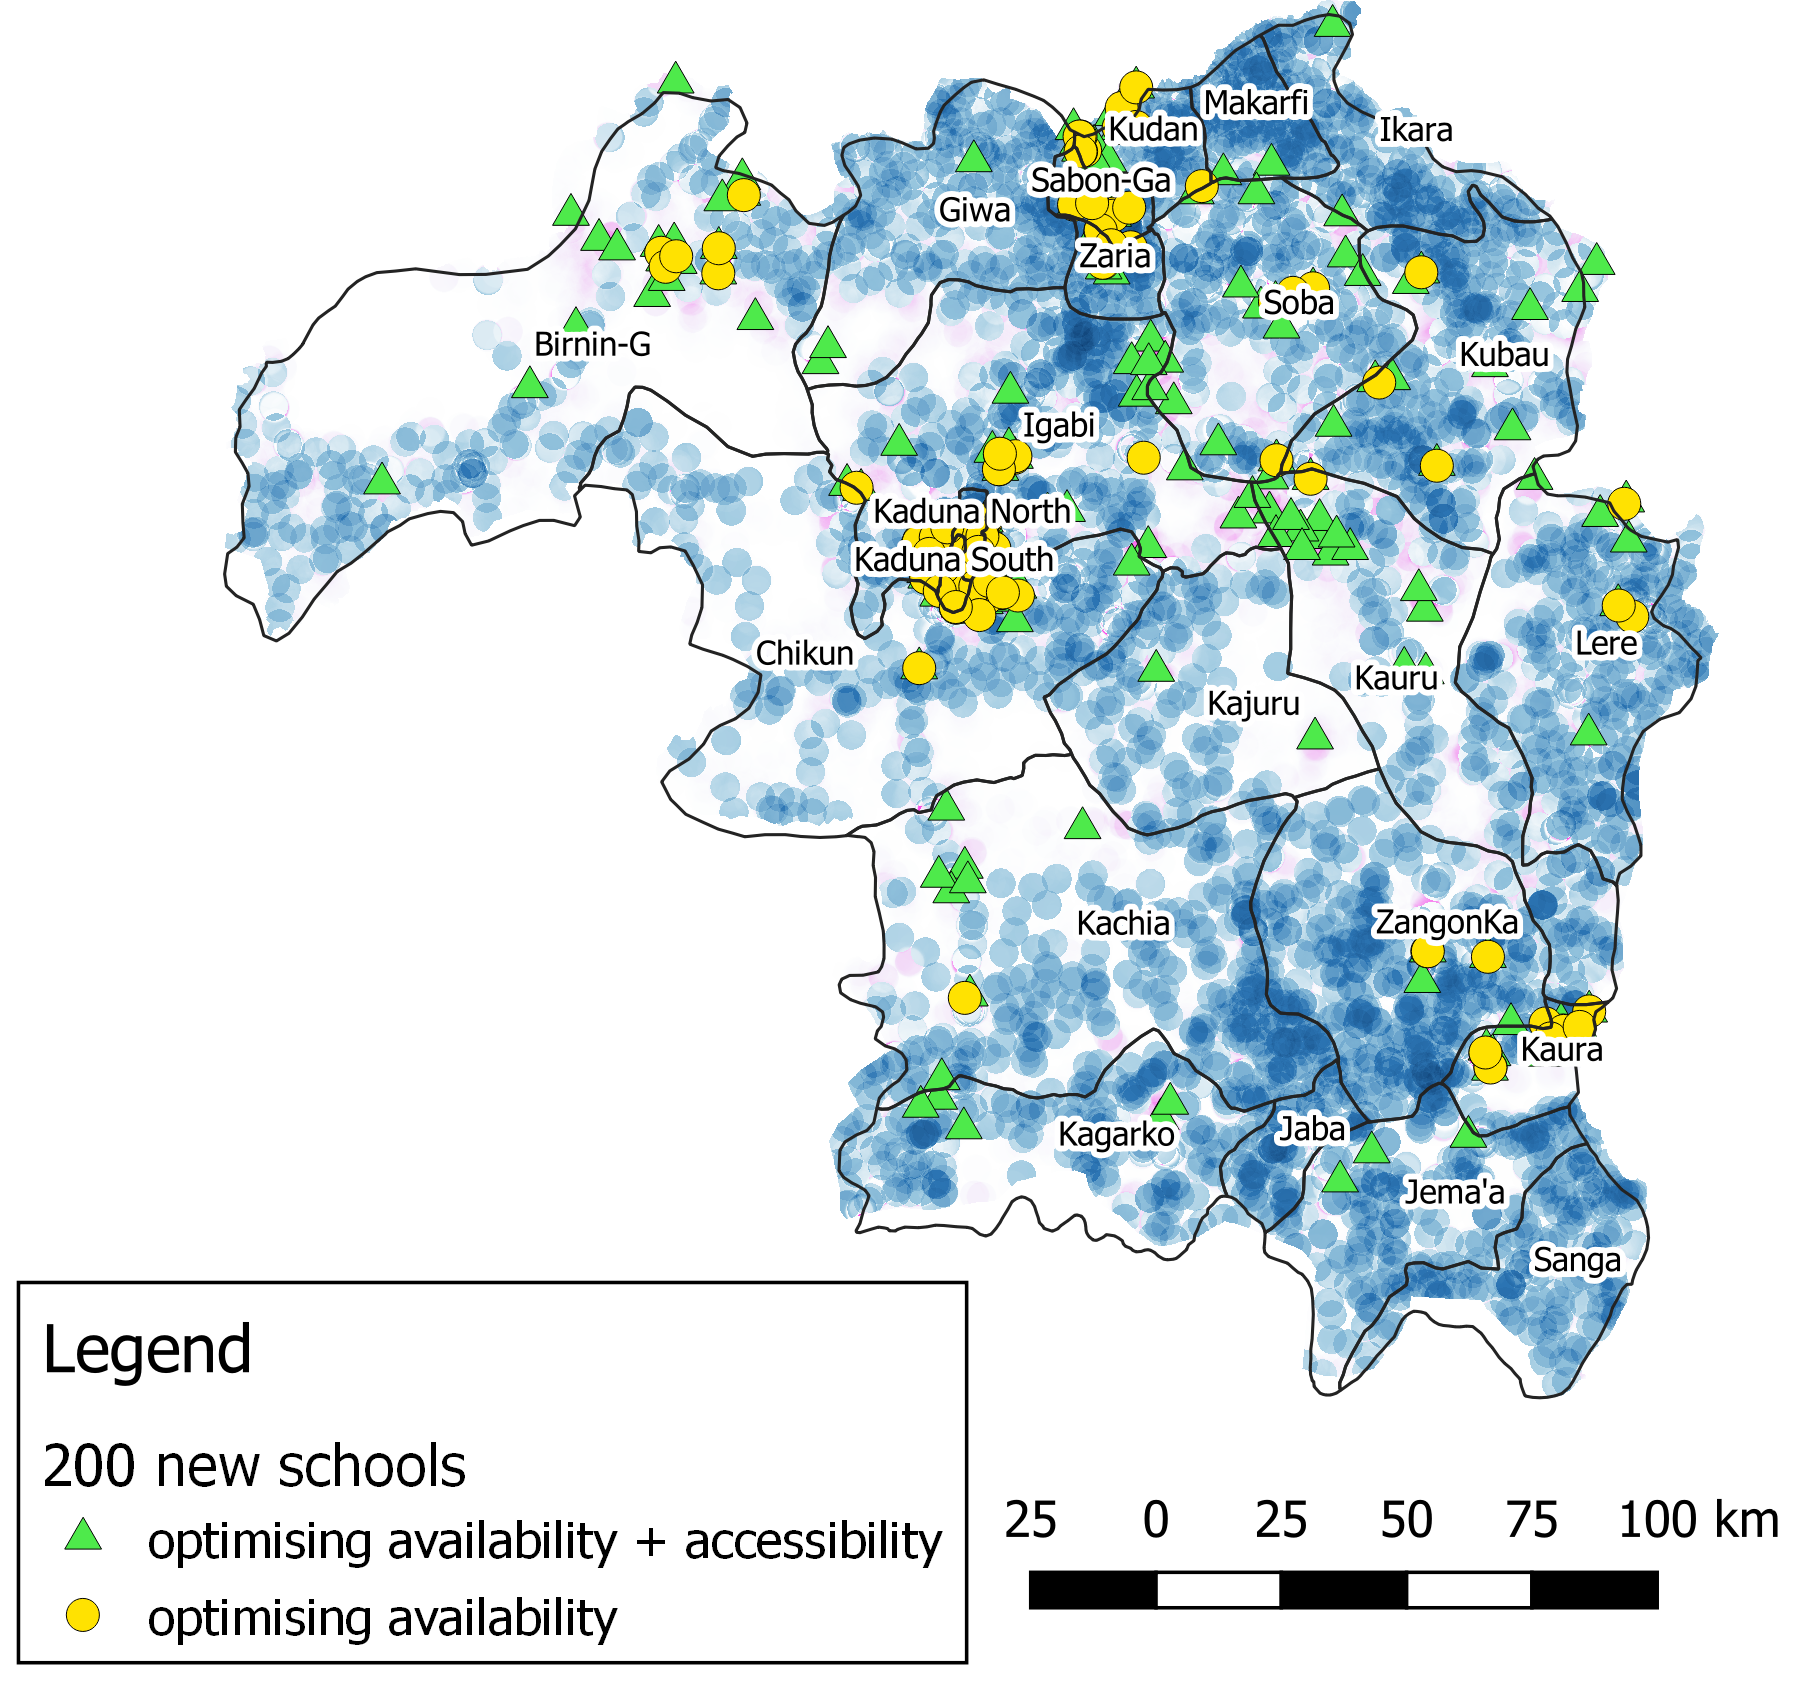 Makarfi
Kudan
Ikara
Sabon-Ga
Giwa
Zaria
Soba
Birnin-G
Kubau
Igabi
Kaduna North
Kaduna South
Chikun
Lere
Kauru
Kajuru
Kachia
ZangonKa
Kaura
Kagarko
Jaba
Jema'a
Sanga
Legend
200 new schools
optimising availability + accessibility
optimising availability
25 0 25 50 75 100 km